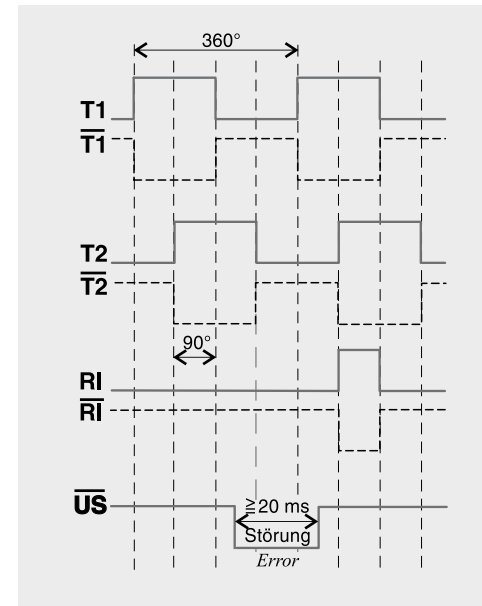 360°
T1
T1
T2
T2
90°
RI
RI
US
≧20 ms
Störung
Error